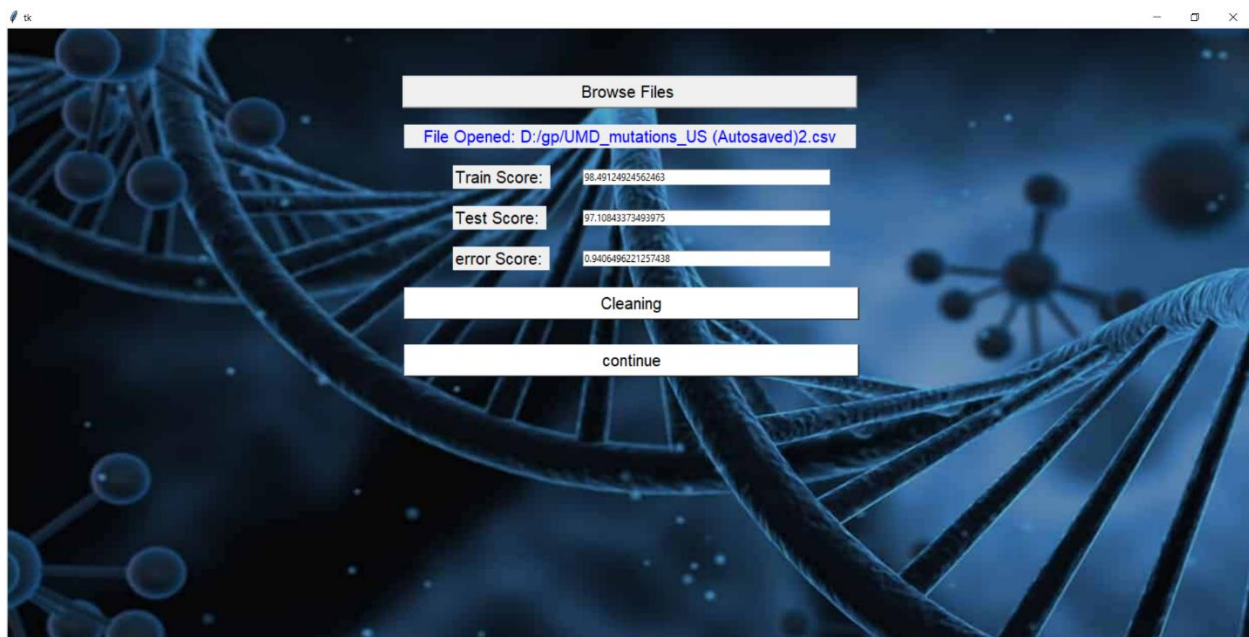 tk
Browse Files
File Opened: D:/gp/UMD_mutations_US (Autosaved)2.csv
Train Score: 98.49124924562463
Test Score: 97.10843373493975
error Score: 0.9406496221257438
Cleaning
continue